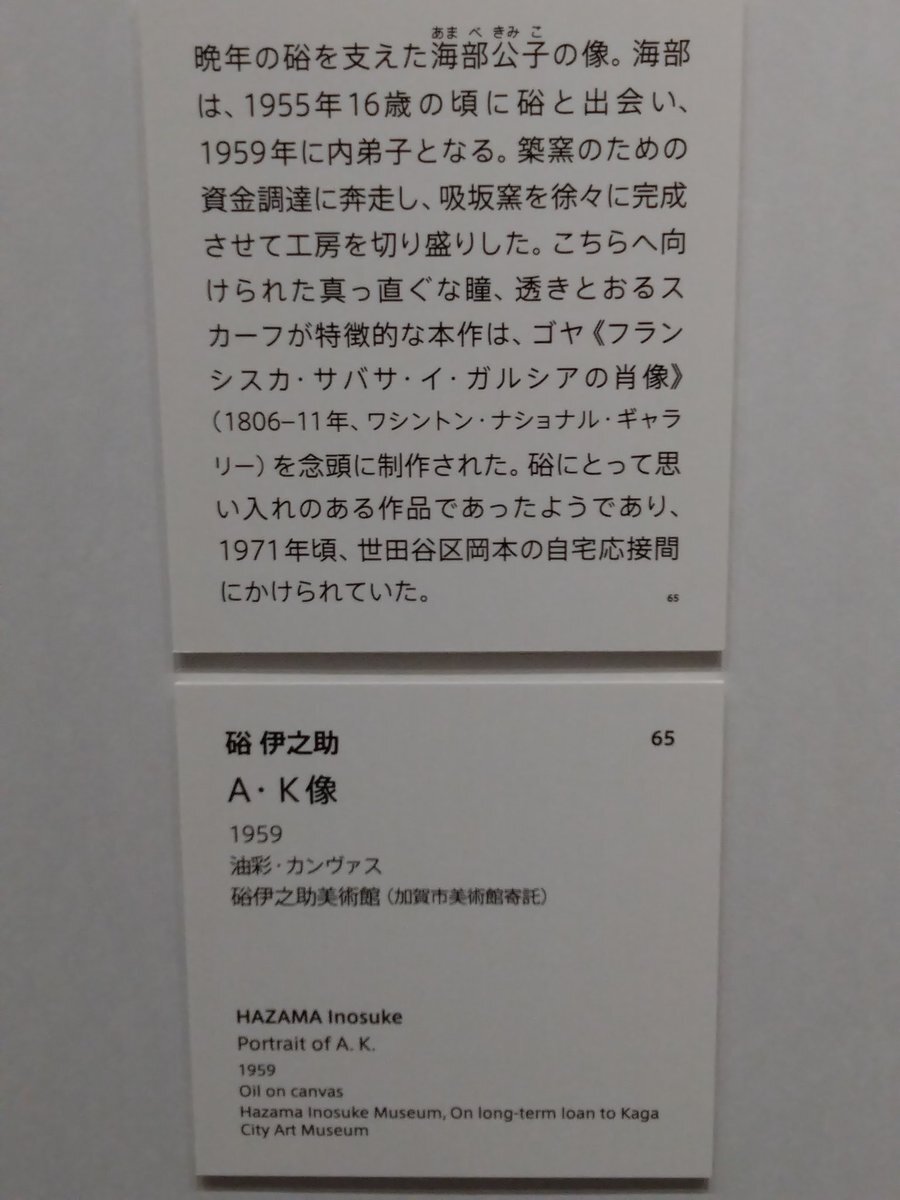 あまべきみこ
晩年の硲を支えた海部公子の像。海部
は、1955年16歳の頃に硲と出会い、
1959年に内弟子となる。築窯のための
資金調達に奔走し、吸坂窯を徐々に完成
させて工房を切り盛りした。こちらへ向
けられた真っ直ぐな瞳、透きとおるス
カーフが特徴的な本作は、ゴヤ《フラン
シスカ・サバサ・イ・ガルシアの肖像》
（1806–11年、ワシントン・ナショナル・ギャラ
リー）を念頭に制作された。硲にとって思
い入れのある作品であったようであり、
1971年頃、世田谷区岡本の自宅応接間
にかけられていた。
65
硲 伊之助
65
A・K像
1959
油彩・カンヴァス
硲伊之助美術館（加賀市美術館寄託）
HAZAMA Inosuke
Portrait of A. K.
1959
Oil on canvas
Hazama Inosuke Museum, On long-term loan to Kaga
City Art Museum